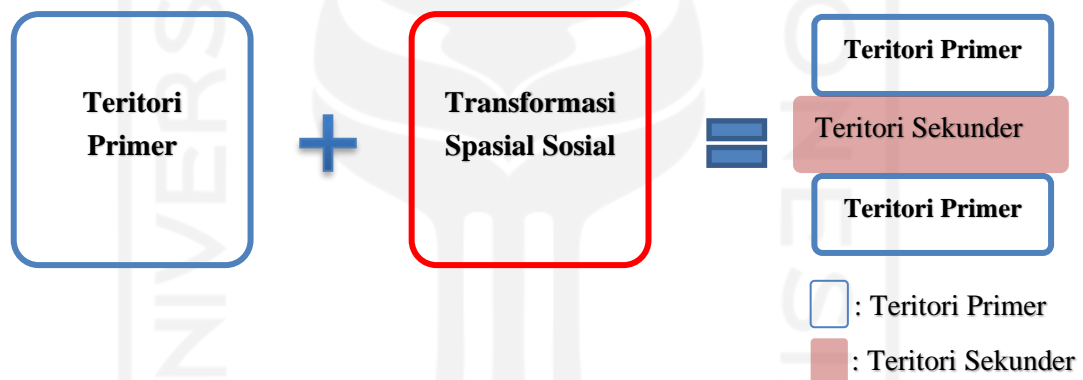 Teritori
Primer
Transformasi
Spasial Sosial
Teritori Primer
Teritori Sekunder
Teritori Primer
: Teritori Primer
: Teritori Sekunder